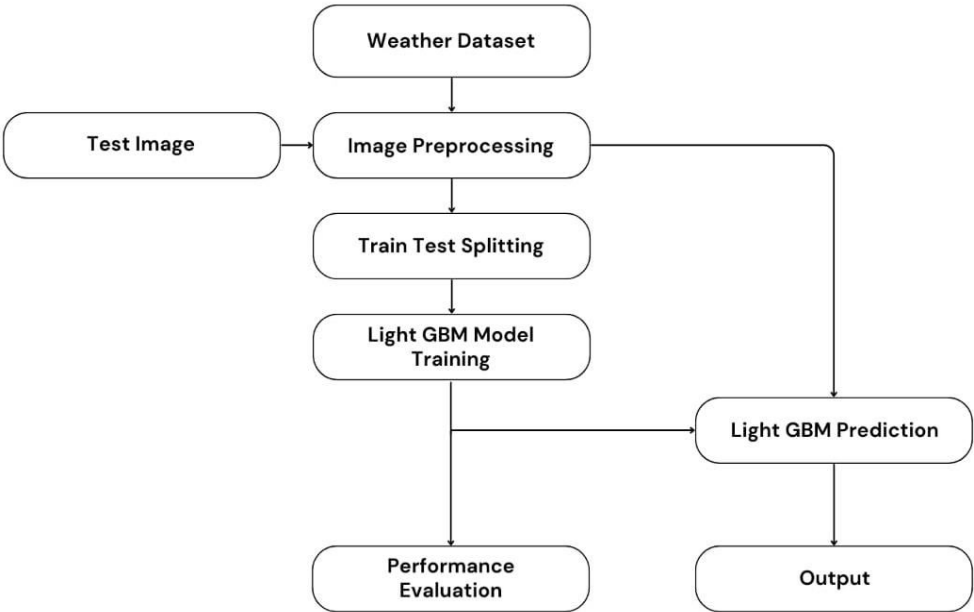 Weather Dataset
Test Image
Image Preprocessing
Train Test Splitting
Light GBM Model
Training
Light GBM Prediction
Performance
Evaluation
Output